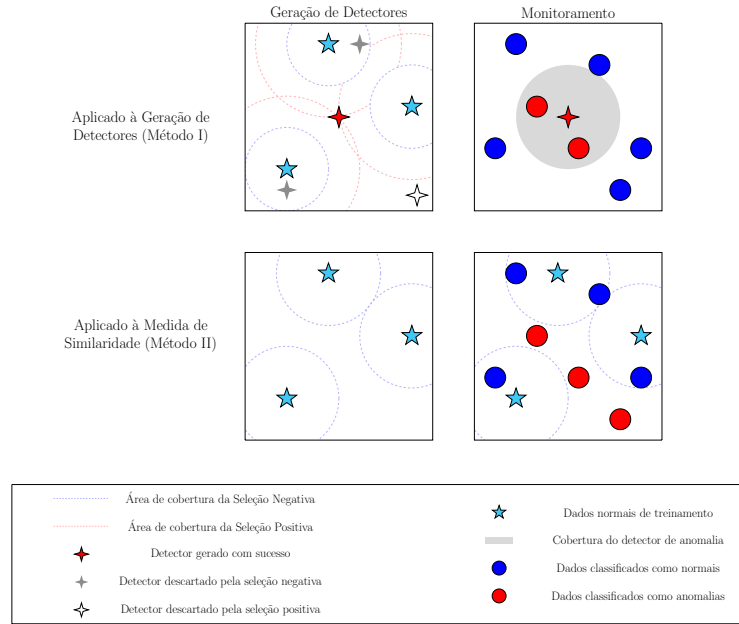 Geração de Detectores
Monitoramento
Aplicado à Geração de
Detectores (Método I)
Aplicado à Medida de
Similaridade (Método II)
Área de cobertura da Seleção Negativa
Área de cobertura da Seleção Positiva
Detector gerado com sucesso
Detector descartado pela seleção negativa
Detector descartado pela seleção positiva
Dados normais de treinamento
Cobertura do detector de anomalia
Dados classificados como normais
Dados classificados como anomalias